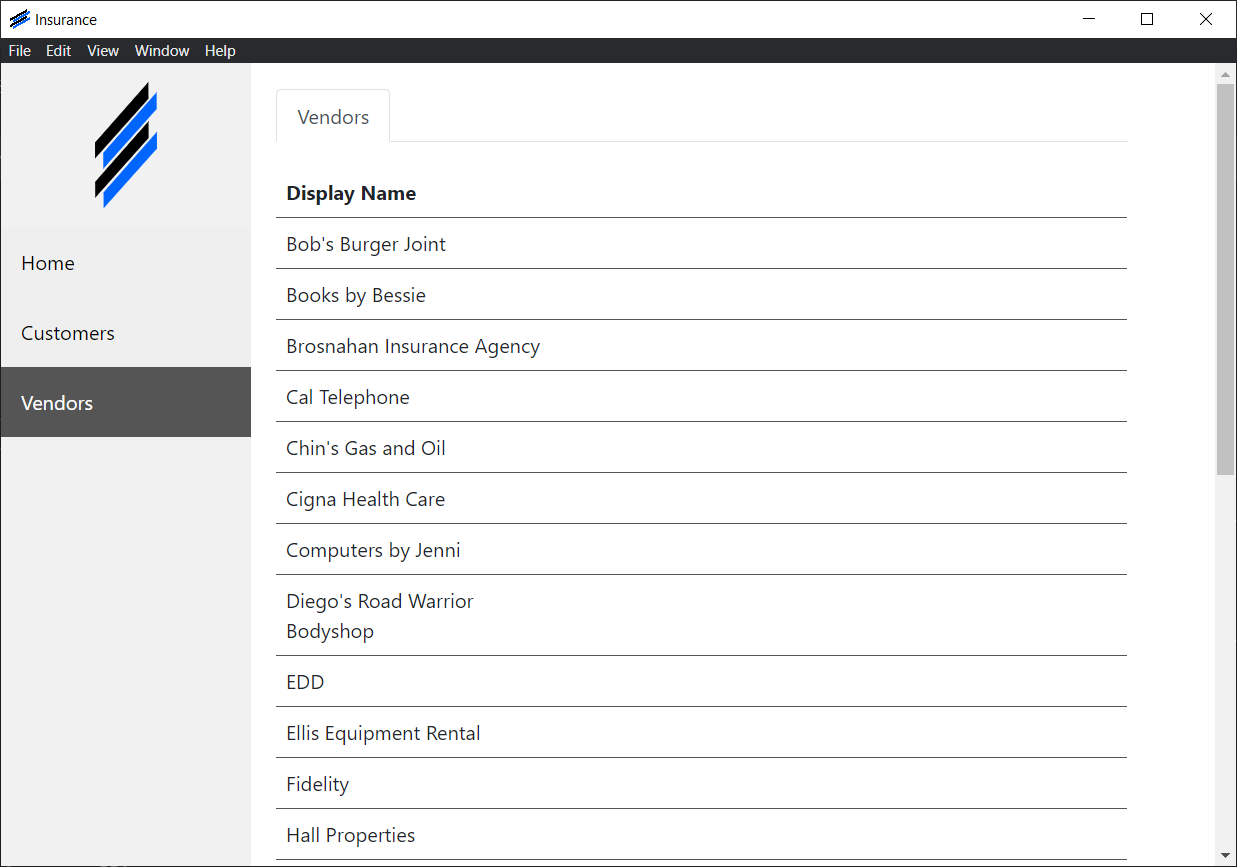 Insurance
File Edit View Window Help
Home
Customers
Vendors
Vendors
Display Name
Bob's Burger Joint
Books by Bessie
Brosnahan Insurance Agency
Cal Telephone
Chin's Gas and Oil
Cigna Health Care
Computers by Jenni
Diego's Road Warrior
Bodyshop
EDD
Ellis Equipment Rental
Fidelity
Hall Properties